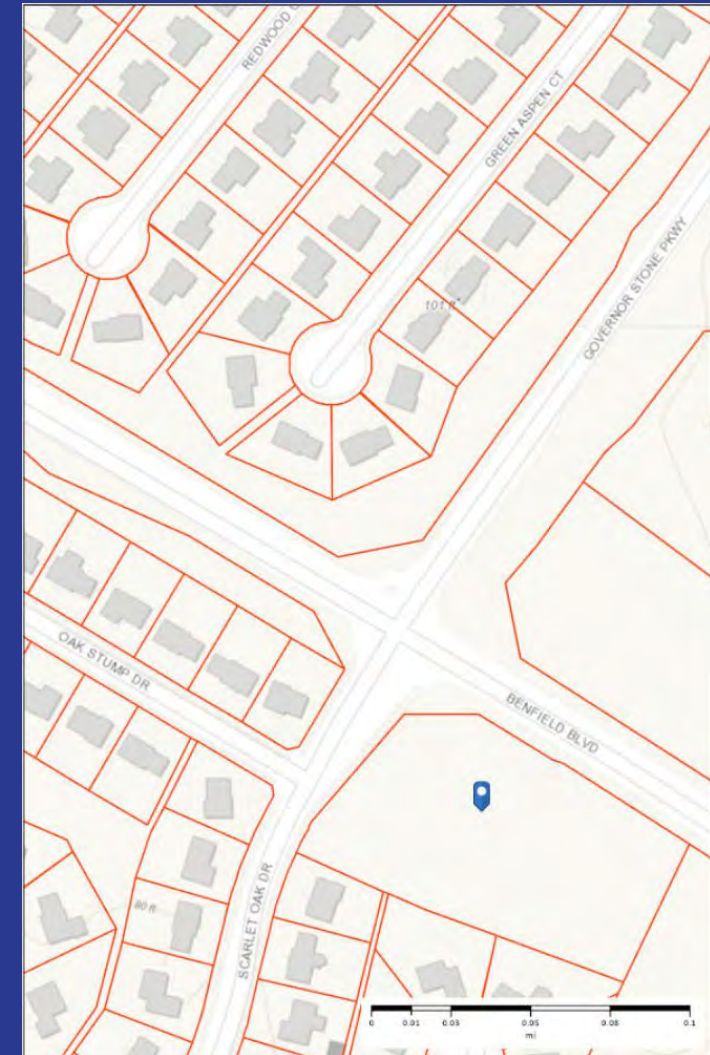 REDWOOD
GREEN ASPEN CT
GOVERNOR STONE PKWY
101 ft
OAK STUMP DR
BENFIELD BLVD
80 ft
SCARLET OAK DR
0 0.01 0.03 0.05 0.08 0.1
mi